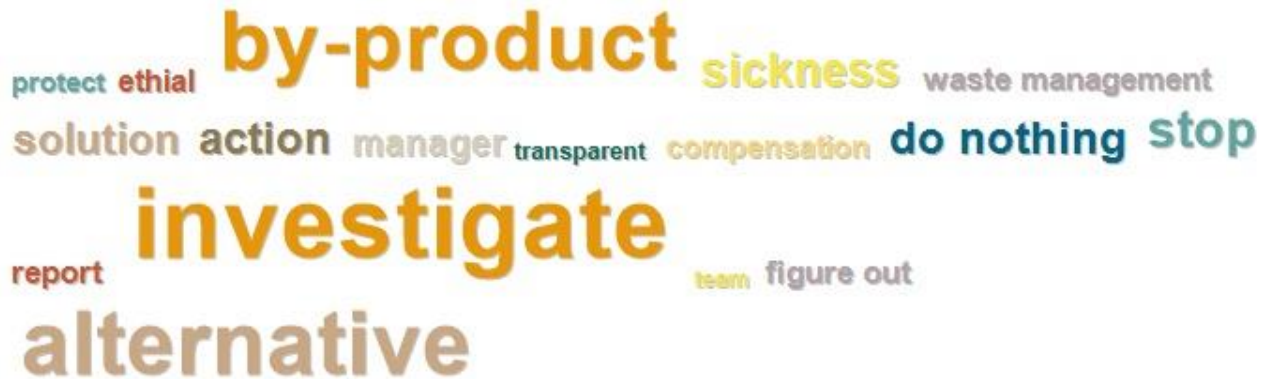 protect ethial by-product sickness waste management
solution action manager transparent compensation do nothing stop
report investigate team figure out
alternative